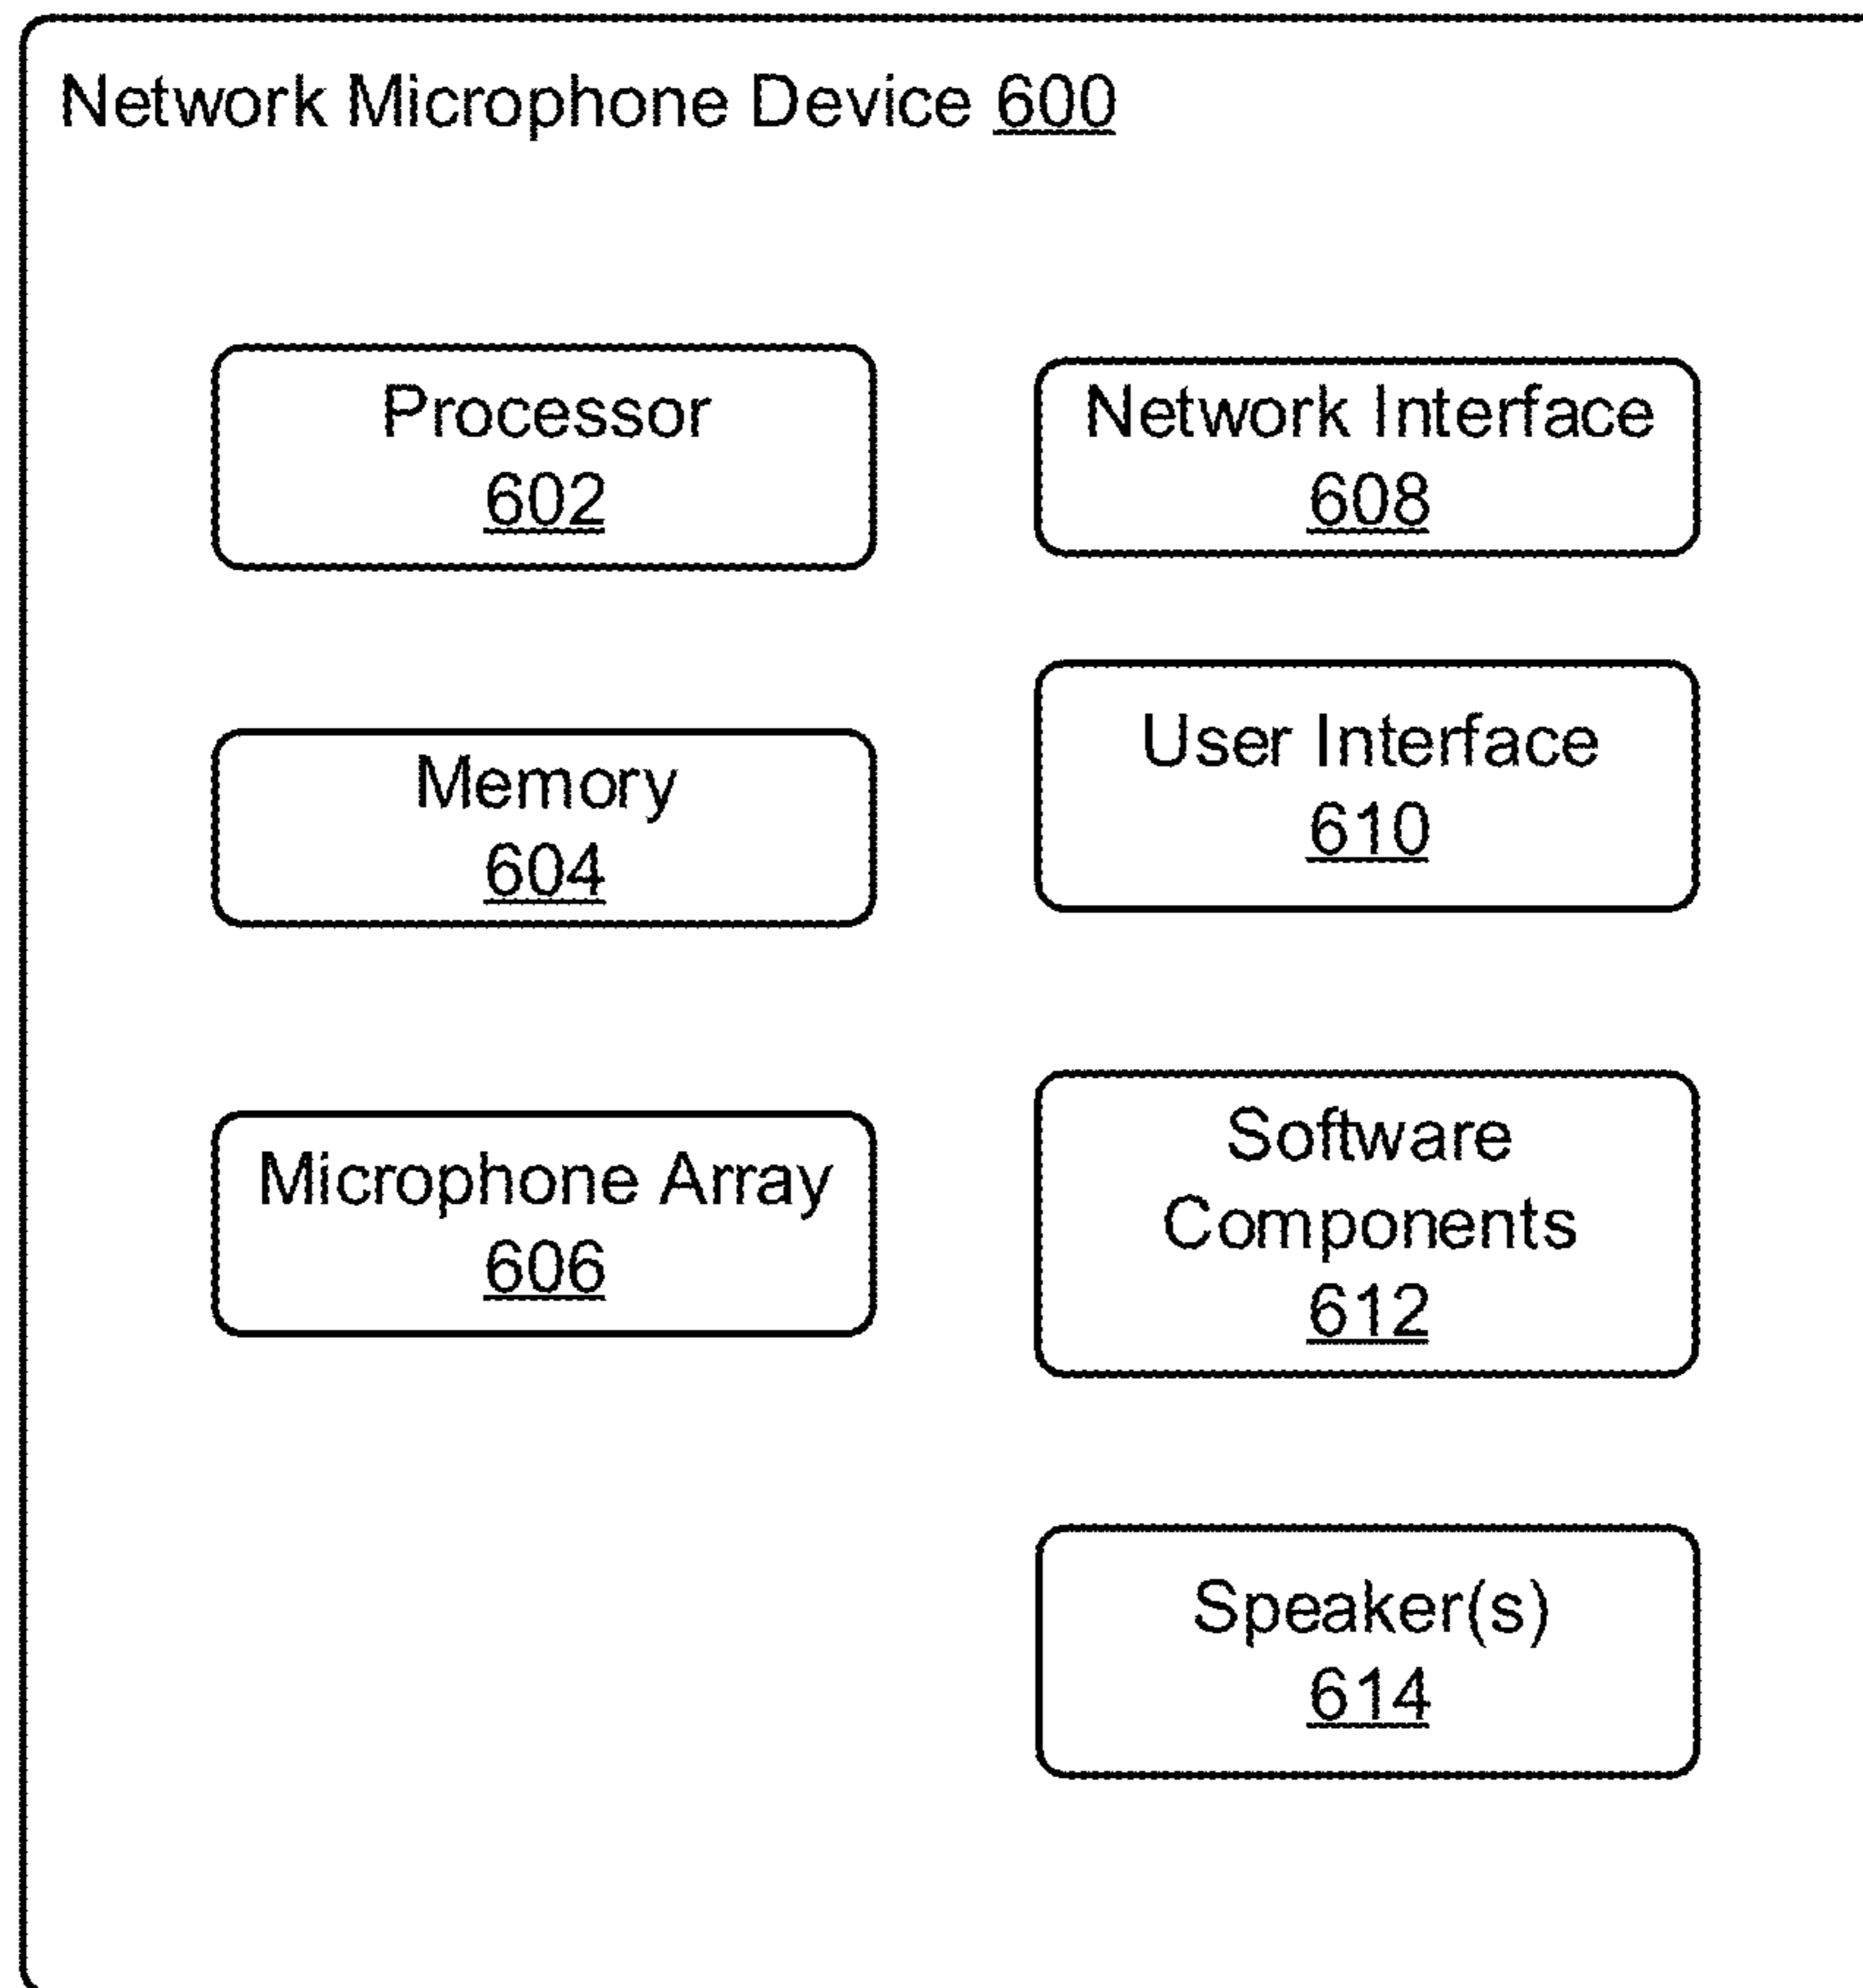 Network Microphone Device 600
Processor
602
Memory
604
Microphone Array
606
Network Interface
608
User Interface
610
Software
Components
612
Speaker(s)
614